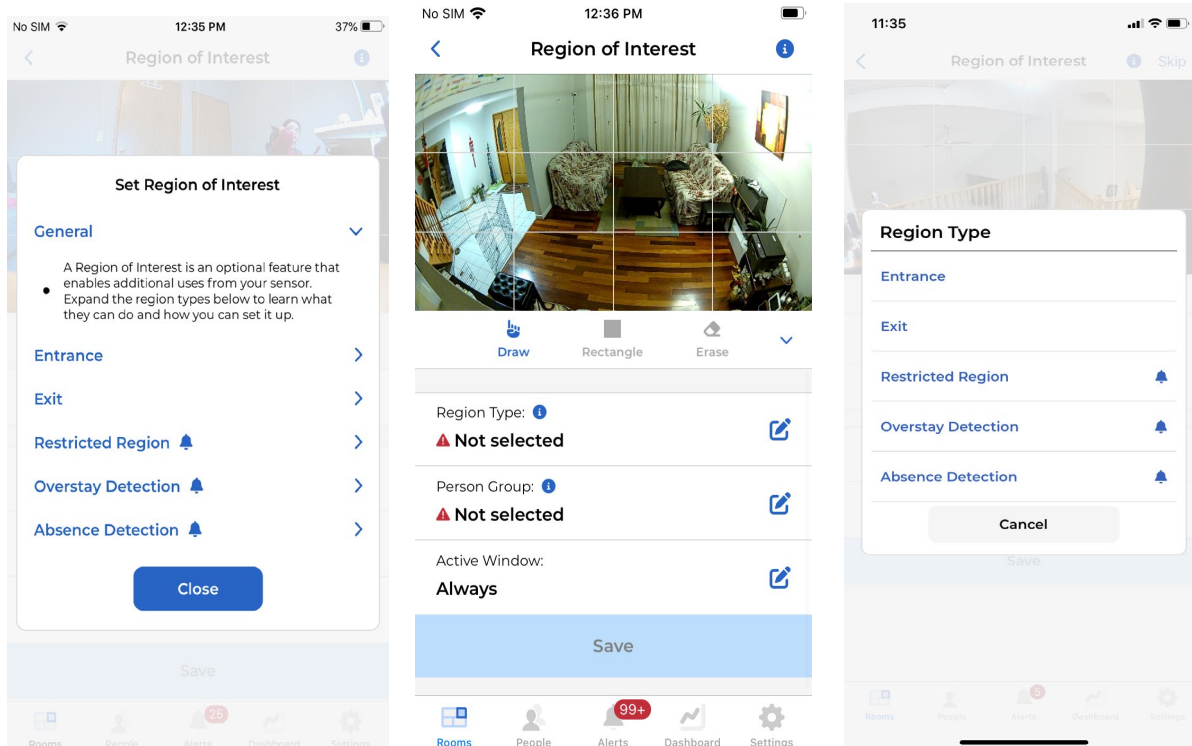 No SIM 12:35 PM 37%
Region of Interest
Set Region of Interest
General
A Region of Interest is an optional feature that
enables additional uses from your sensor.
Expand the region types below to learn what
they can do and how you can set it up.
Entrance
Exit
Restricted Region
Overstay Detection
Absence Detection
Close
Save
25
Rooms People Alerts Dashboard Settings
No SIM 12:36 PM
Region of Interest
Draw Rectangle Erase
Region Type:
Not selected
Person Group:
Not selected
Active Window:
Always
Save
99+
Rooms People Alerts Dashboard Settings
11:35
Region of Interest Skip
Region Type
Entrance
Exit
Restricted Region
Overstay Detection
Absence Detection
Cancel
Save
5
Rooms People Alerts Dashboard Settings